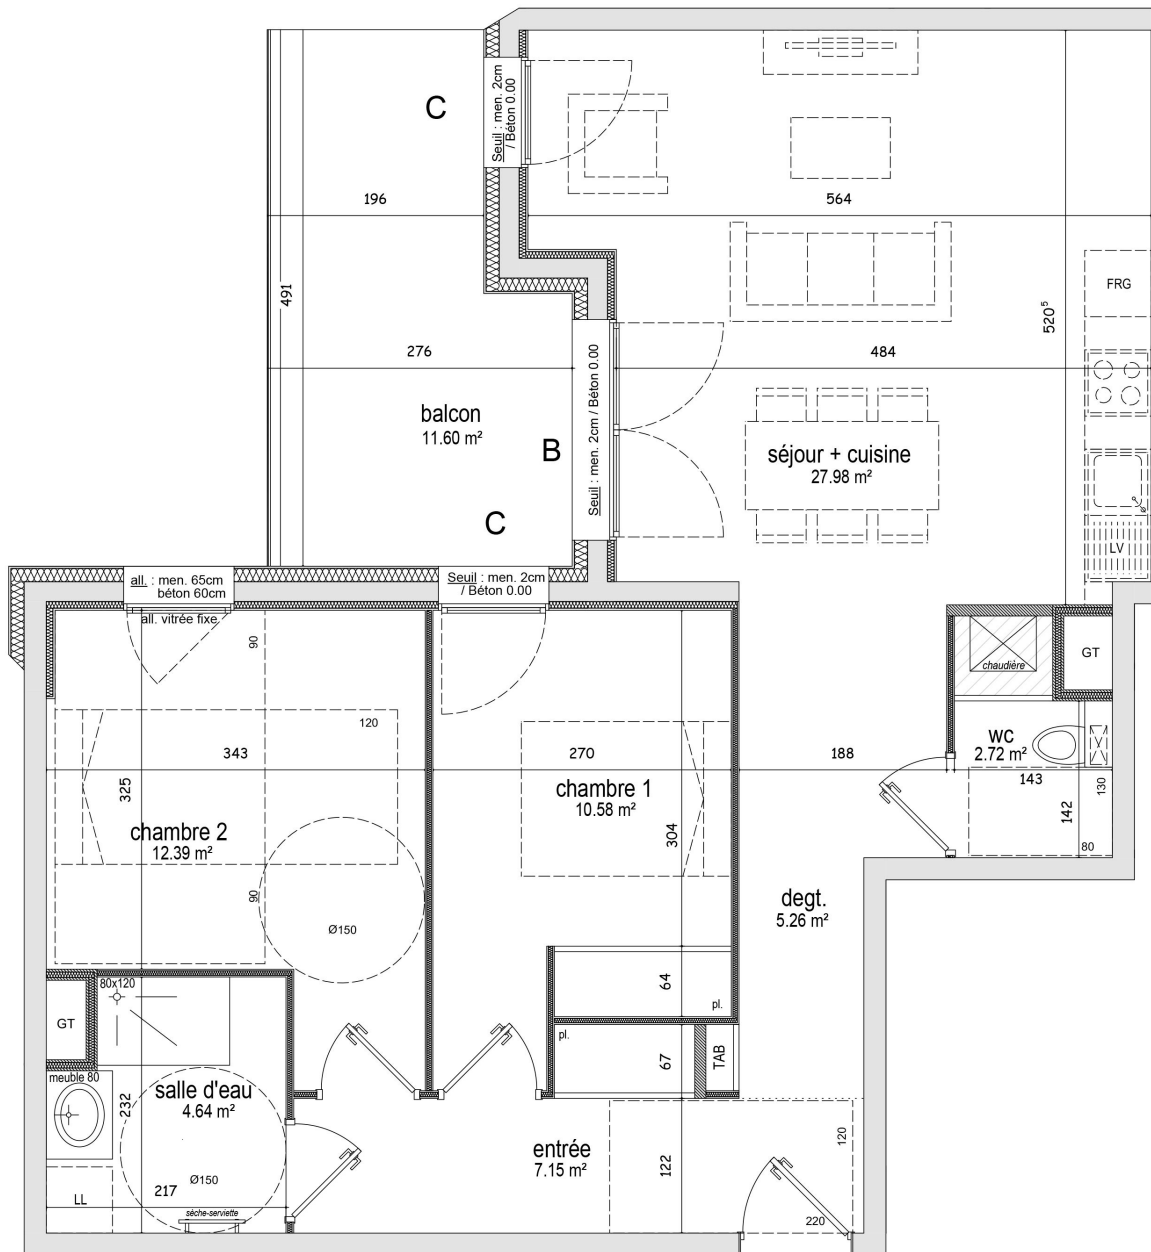 C
Seuil : men. 2cm
/ Béton 0.00
196
564
491
FRG
520⁵
276
484
balcon
11.60 m²
Seuil : men. 2cm / Béton 0.00
B
séjour + cuisine
27.98 m²
C
LV
all. : men. 65cm
béton 60cm
Seuil : men. 2cm
/ Béton 0.00
all. vitrée fixe
90
chaudière
GT
120
wc
2.72 m²
343
270
188
143
325
130
chambre 1
10.58 m²
142
chambre 2
12.39 m²
304
80
90
degt.
5.26 m²
Ø150
80x120
64
pl.
GT
pl.
67
TAB
meuble 80
salle d'eau
4.64 m²
232
entrée
7.15 m²
120
122
Ø150
217
LL
sèche-serviette
220